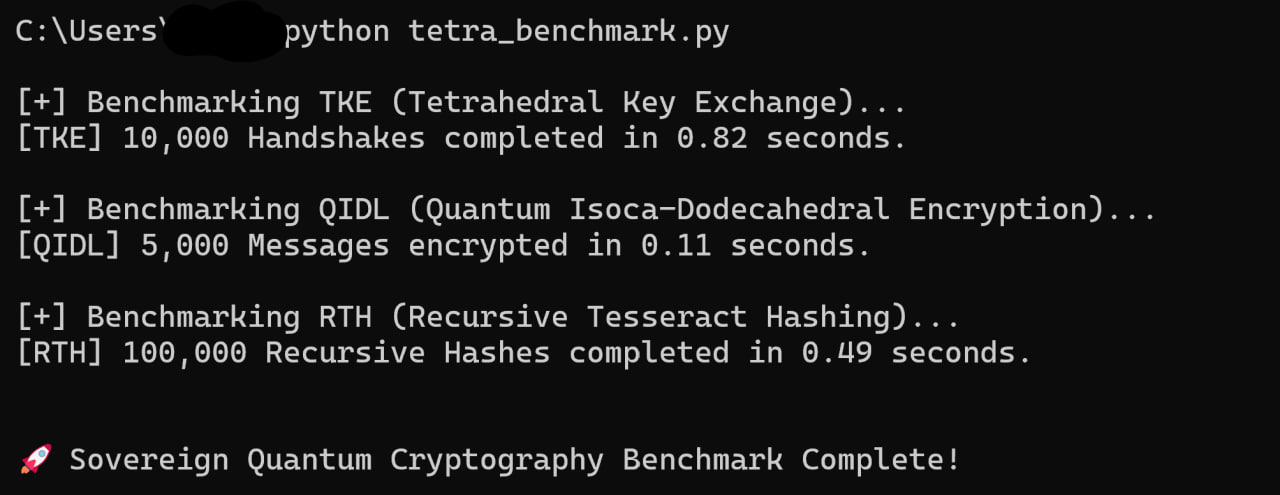 C:\Users\python tetra_benchmark.py
[+] Benchmarking TKE (Tetrahedral Key Exchange)...
[TKE] 10,000 Handshakes completed in 0.82 seconds.
[+] Benchmarking QIDL (Quantum Isoca-Dodecahedral Encryption)...
[QIDL] 5,000 Messages encrypted in 0.11 seconds.
[+] Benchmarking RTH (Recursive Tesseract Hashing)...
[RTH] 100,000 Recursive Hashes completed in 0.49 seconds.
🚀 Sovereign Quantum Cryptography Benchmark Complete!